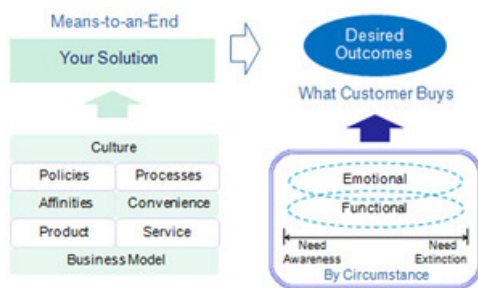 Means-to-an-End
Your Solution
Culture
Policies Processes
Affinities Convenience
Product Service
Business Model
Desired
Outcomes
What Customer Buys
Emotional
Functional
Need Need
Awareness Extinction
By Circumstance